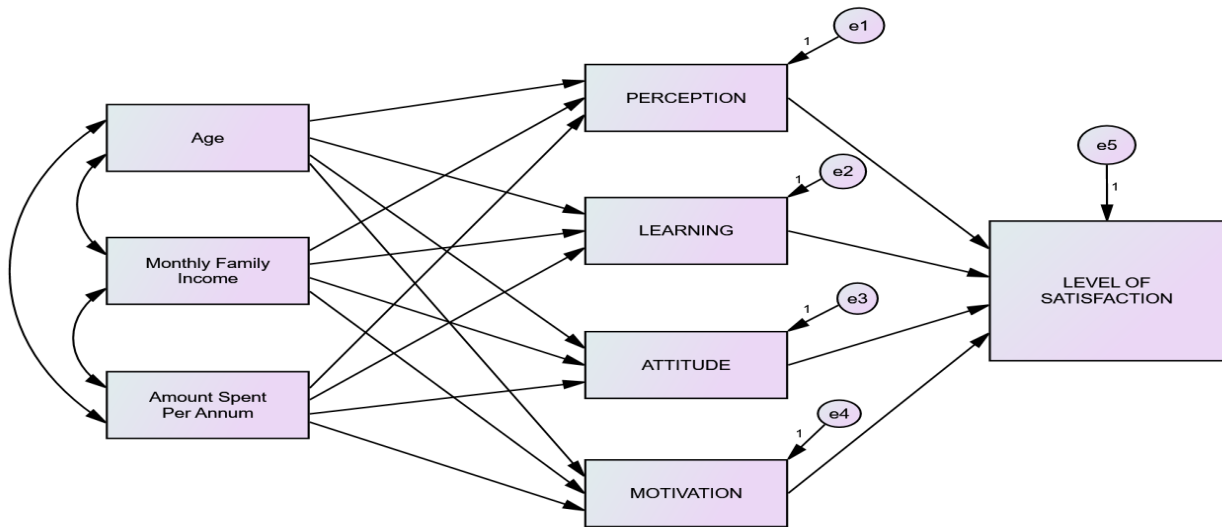 e1
1
PERCEPTION
Age
e5
1
e2
1
LEARNING
Monthly Family
Income
LEVEL OF
SATISFACTION
e3
1
ATTITUDE
Amount Spent
Per Annum
e4
1
MOTIVATION